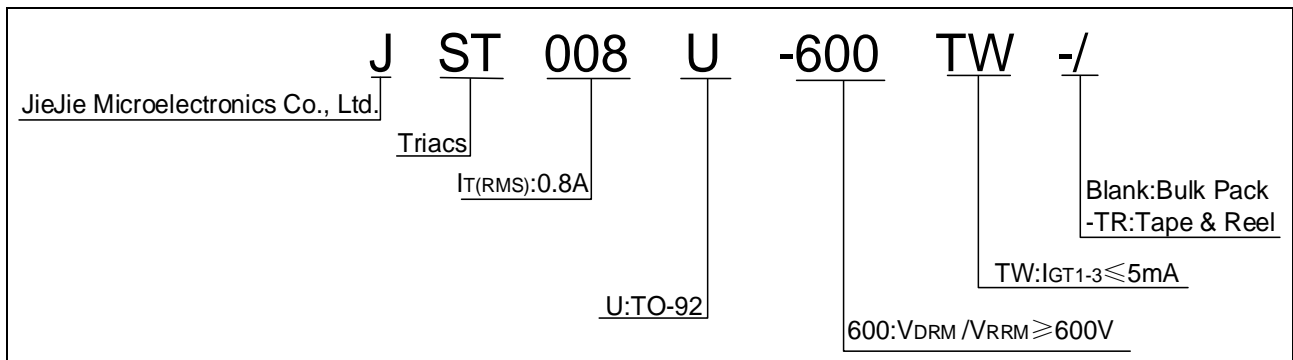 J ST 008 U -600 TW -/
JieJie Microelectronics Co., Ltd.
Triacs
IT(RMS):0.8A
Blank:Bulk Pack
-TR:Tape & Reel
TW:IGT1-3≤5mA
U:TO-92
600:VDRM /VRRM≥600V